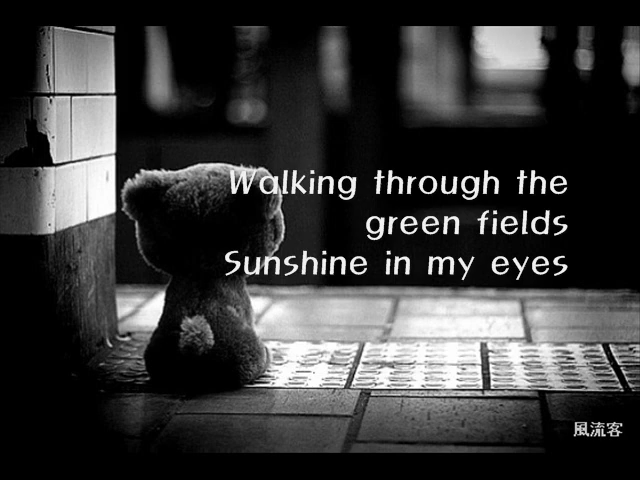 Walking through the
green fields
Sunshine in my eyes
風流客